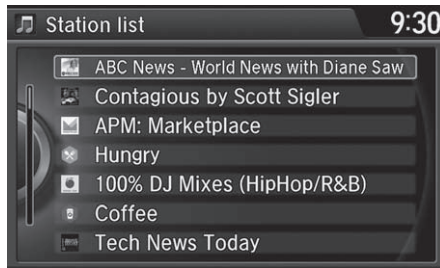 Station list
9:30
ABC News - World News with Diane Saw
Contagious by Scott Sigler
APM: Marketplace
Hungry
100% DJ Mixes (HipHop/R&B)
Coffee
Tech News Today